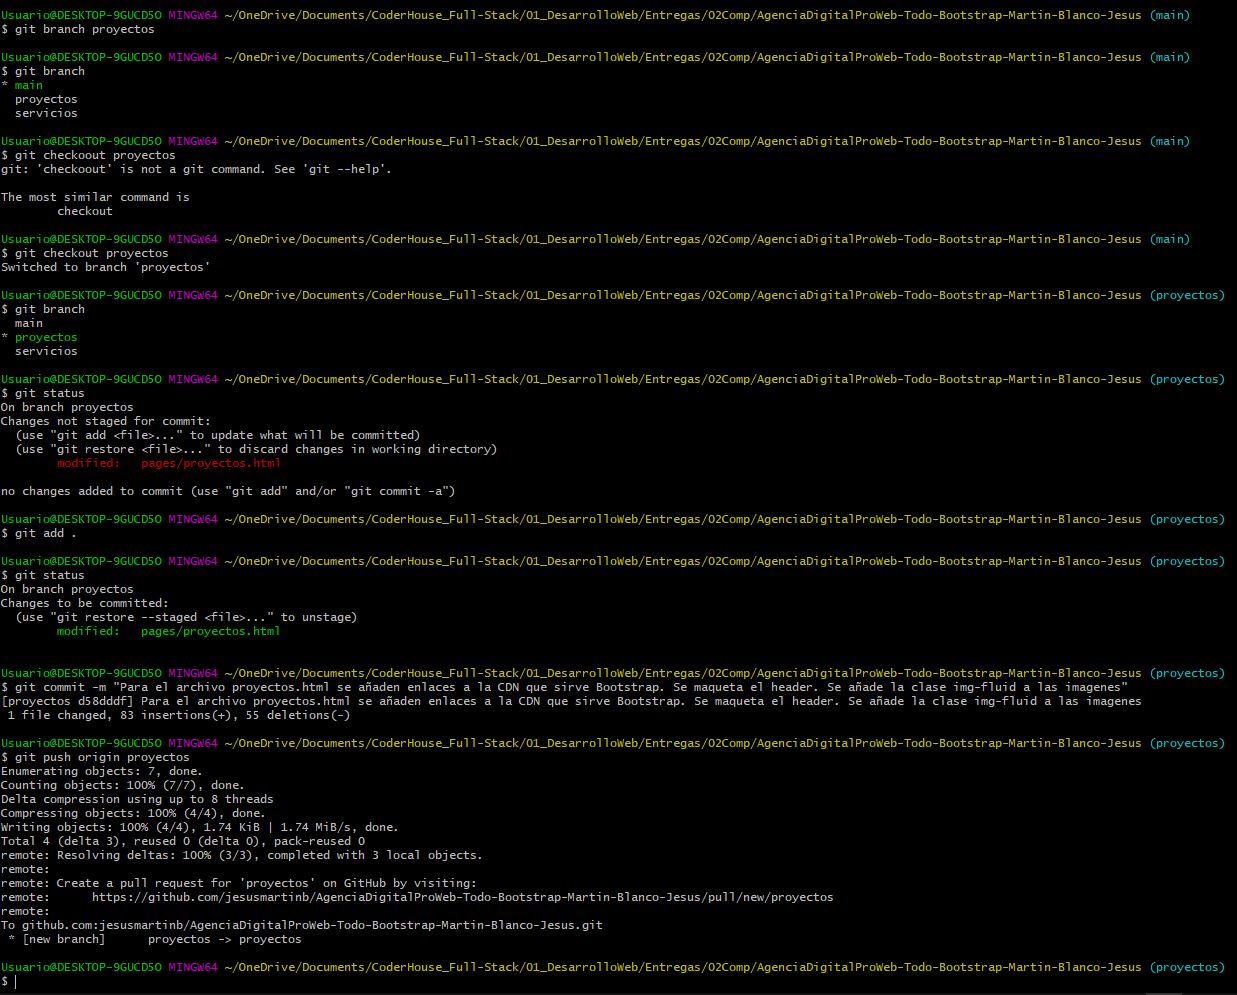 Usuario@DESKTOP-9GUCD5O MINGW64 ~/OneDrive/Documents/CoderHouse_Full-Stack/01_DesarrolloWeb/Entregas/02Comp/AgenciaDigitalProWeb-Todo-Bootstrap-Martin-Blanco-Jesus (main)
$ git branch proyectos
Usuario@DESKTOP-9GUCD5O MINGW64 ~/OneDrive/Documents/CoderHouse_Full-Stack/01_DesarrolloWeb/Entregas/02Comp/AgenciaDigitalProWeb-Todo-Bootstrap-Martin-Blanco-Jesus (main)
$ git branch
* main
proyectos
servicios
Usuario@DESKTOP-9GUCD5O MINGW64 ~/OneDrive/Documents/CoderHouse_Full-Stack/01_DesarrolloWeb/Entregas/02Comp/AgenciaDigitalProWeb-Todo-Bootstrap-Martin-Blanco-Jesus (main)
$ git checkoout proyectos
git: 'checkoout' is not a git command. See 'git --help'.
The most similar command is
checkout
Usuario@DESKTOP-9GUCD5O MINGW64 ~/OneDrive/Documents/CoderHouse_Full-Stack/01_DesarrolloWeb/Entregas/02Comp/AgenciaDigitalProWeb-Todo-Bootstrap-Martin-Blanco-Jesus (main)
$ git checkout proyectos
Switched to branch 'proyectos'
Usuario@DESKTOP-9GUCD5O MINGW64 ~/OneDrive/Documents/CoderHouse_Full-Stack/01_DesarrolloWeb/Entregas/02Comp/AgenciaDigitalProWeb-Todo-Bootstrap-Martin-Blanco-Jesus (proyectos)
$ git branch
main
* proyectos
servicios
Usuario@DESKTOP-9GUCD5O MINGW64 ~/OneDrive/Documents/CoderHouse_Full-Stack/01_DesarrolloWeb/Entregas/02Comp/AgenciaDigitalProWeb-Todo-Bootstrap-Martin-Blanco-Jesus (proyectos)
$ git status
On branch proyectos
Changes not staged for commit:
(use "git add <file>..." to update what will be committed)
(use "git restore <file>..." to discard changes in working directory)
modified:   pages/proyectos.html
no changes added to commit (use "git add" and/or "git commit -a")
Usuario@DESKTOP-9GUCD5O MINGW64 ~/OneDrive/Documents/CoderHouse_Full-Stack/01_DesarrolloWeb/Entregas/02Comp/AgenciaDigitalProWeb-Todo-Bootstrap-Martin-Blanco-Jesus (proyectos)
$ git add .
Usuario@DESKTOP-9GUCD5O MINGW64 ~/OneDrive/Documents/CoderHouse_Full-Stack/01_DesarrolloWeb/Entregas/02Comp/AgenciaDigitalProWeb-Todo-Bootstrap-Martin-Blanco-Jesus (proyectos)
$ git status
On branch proyectos
Changes to be committed:
(use "git restore --staged <file>..." to unstage)
modified:   pages/proyectos.html
Usuario@DESKTOP-9GUCD5O MINGW64 ~/OneDrive/Documents/CoderHouse_Full-Stack/01_DesarrolloWeb/Entregas/02Comp/AgenciaDigitalProWeb-Todo-Bootstrap-Martin-Blanco-Jesus (proyectos)
$ git commit -m "Para el archivo proyectos.html se añaden enlaces a la CDN que sirve Bootstrap. Se maqueta el header. Se añade la clase img-fluid a las imagenes"
[proyectos d58dddf] Para el archivo proyectos.html se añaden enlaces a la CDN que sirve Bootstrap. Se maqueta el header. Se añade la clase img-fluid a las imagenes
1 file changed, 83 insertions(+), 55 deletions(-)
Usuario@DESKTOP-9GUCD5O MINGW64 ~/OneDrive/Documents/CoderHouse_Full-Stack/01_DesarrolloWeb/Entregas/02Comp/AgenciaDigitalProWeb-Todo-Bootstrap-Martin-Blanco-Jesus (proyectos)
$ git push origin proyectos
Enumerating objects: 7, done.
Counting objects: 100% (7/7), done.
Delta compression using up to 8 threads
Compressing objects: 100% (4/4), done.
Writing objects: 100% (4/4), 1.74 KiB | 1.74 MiB/s, done.
Total 4 (delta 3), reused 0 (delta 0), pack-reused 0
remote: Resolving deltas: 100% (3/3), completed with 3 local objects.
remote:
remote: Create a pull request for 'proyectos' on GitHub by visiting:
remote:      https://github.com/jesusmartinb/AgenciaDigitalProWeb-Todo-Bootstrap-Martin-Blanco-Jesus/pull/new/proyectos
remote:
To github.com:jesusmartinb/AgenciaDigitalProWeb-Todo-Bootstrap-Martin-Blanco-Jesus.git
* [new branch]      proyectos -> proyectos
Usuario@DESKTOP-9GUCD5O MINGW64 ~/OneDrive/Documents/CoderHouse_Full-Stack/01_DesarrolloWeb/Entregas/02Comp/AgenciaDigitalProWeb-Todo-Bootstrap-Martin-Blanco-Jesus (proyectos)
$